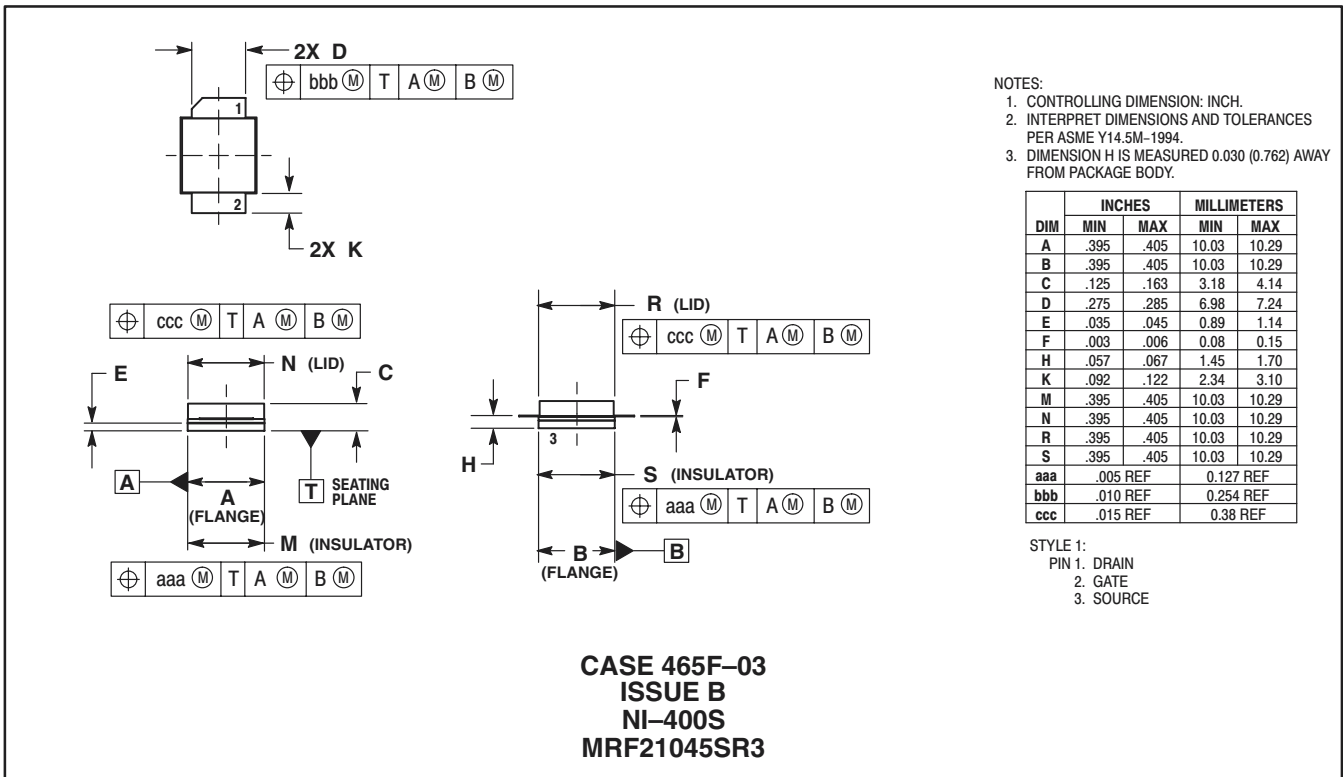 2X D
⌖ bbb Ⓜ T A Ⓜ B Ⓜ
1
2
2X K
⌖ ccc Ⓜ T A Ⓜ B Ⓜ
N (LID)
E
C
A
A
(FLANGE)
T SEATING
PLANE
M (INSULATOR)
⌖ aaa Ⓜ T A Ⓜ B Ⓜ
R (LID)
⌖ ccc Ⓜ T A Ⓜ B Ⓜ
F
3
H
S (INSULATOR)
⌖ aaa Ⓜ T A Ⓜ B Ⓜ
B
B
(FLANGE)
NOTES:
1. CONTROLLING DIMENSION: INCH.
2. INTERPRET DIMENSIONS AND TOLERANCES
PER ASME Y14.5M–1994.
3. DIMENSION H IS MEASURED 0.030 (0.762) AWAY
FROM PACKAGE BODY.
INCHES MILLIMETERS
DIM MIN MAX MIN MAX
A .395 .405 10.03 10.29
B .395 .405 10.03 10.29
C .125 .163 3.18 4.14
D .275 .285 6.98 7.24
E .035 .045 0.89 1.14
F .003 .006 0.08 0.15
H .057 .067 1.45 1.70
K .092 .122 2.34 3.10
M .395 .405 10.03 10.29
N .395 .405 10.03 10.29
R .395 .405 10.03 10.29
S .395 .405 10.03 10.29
aaa .005 REF 0.127 REF
bbb .010 REF 0.254 REF
ccc .015 REF 0.38 REF
STYLE 1:
PIN 1. DRAIN
2. GATE
3. SOURCE
CASE 465F–03
ISSUE B
NI–400S
MRF21045SR3